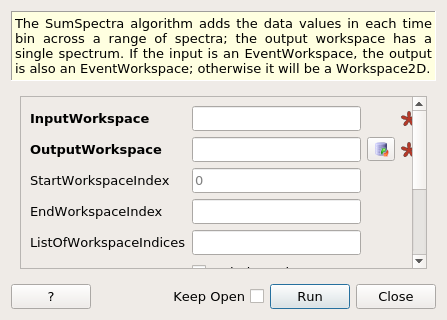 The SumSpectra algorithm adds the data values in each time
bin across a range of spectra; the output workspace has a
single spectrum. If the input is an EventWorkspace, the output
is also an EventWorkspace; otherwise it will be a Workspace2D.
InputWorkspace
OutputWorkspace
StartWorkspaceIndex 0
EndWorkspaceIndex
ListOfWorkspaceIndices
? Keep Open Run Close